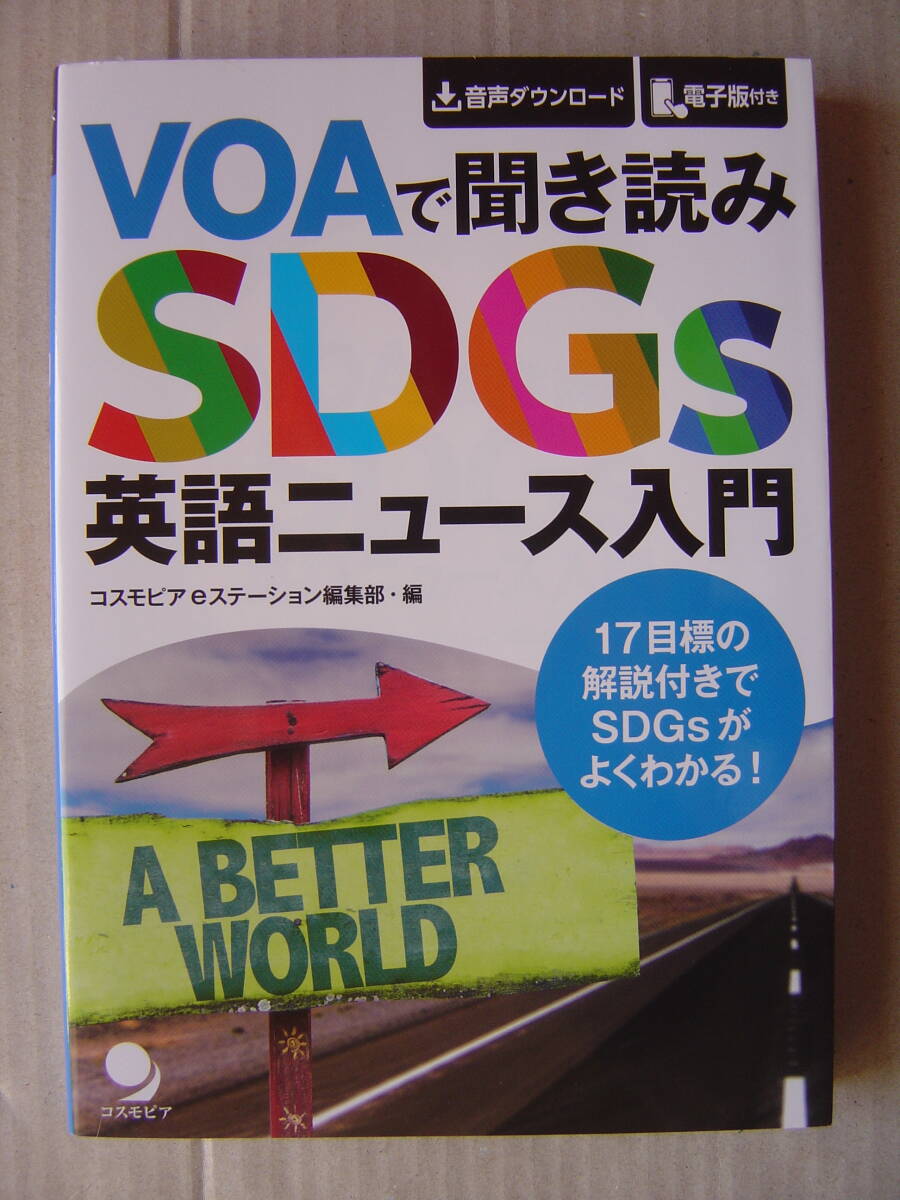 音声ダウンロード
電子版付き
VOAで聞き読み
SDGs
英語ニュース入門
コスモピアeステーション編集部・編
17目標の
解説付きで
SDGsが
よくわかる!
A BETTER
WORLD
コスモピア